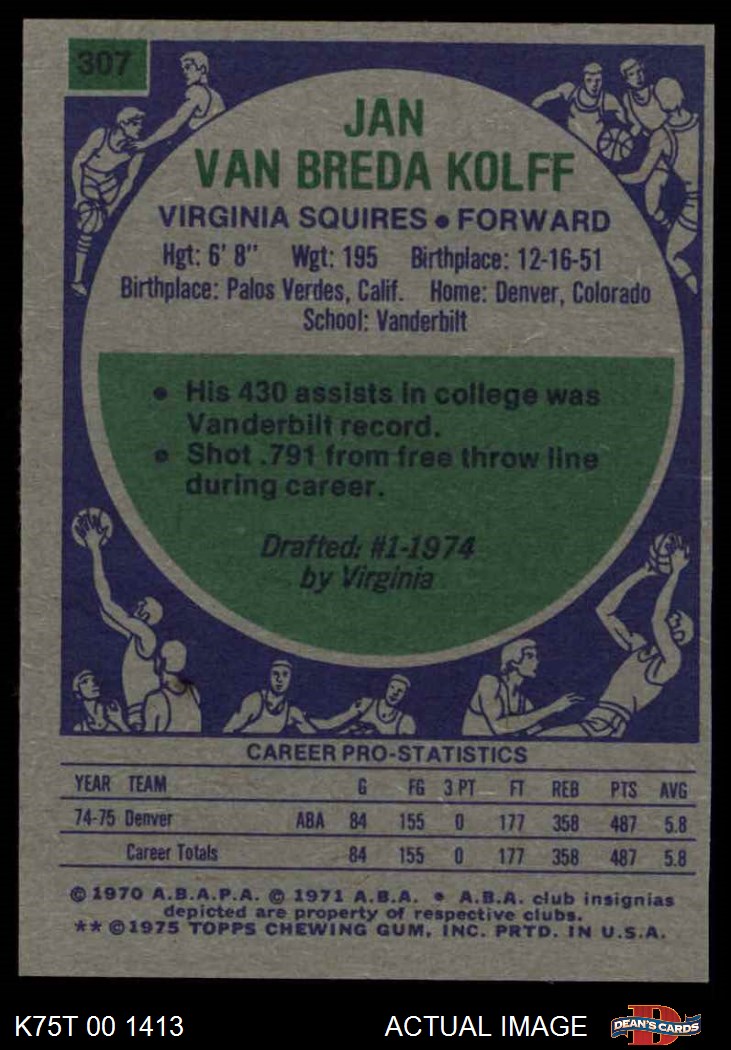 307
JAN
VAN BREDA KOLFF
VIRGINIA SQUIRES • FORWARD
Hgt: 6' 8" Wgt: 195 Birthplace: 12-16-51
Birthplace: Palos Verdes, Calif. Home: Denver, Colorado
School: Vanderbilt
• His 430 assists in college was
Vanderbilt record.
• Shot .791 from free throw line
during career.
Drafted: #1-1974
by Virginia
CAREER PRO-STATISTICS
YEAR TEAM G FG 3 PT FT REB PTS AVG
74-75 Denver ABA 84 155 0 177 358 487 5.8
Career Totals 84 155 0 177 358 487 5.8
© 1970 A.B.A.P.A. © 1971 A.B.A. • A.B.A. club insignias
depicted are property of respective clubs.
** © 1975 TOPPS CHEWING GUM, INC. PRTD. IN U.S.A.
K75T 00 1413 ACTUAL IMAGE D DEAN'S CARDS